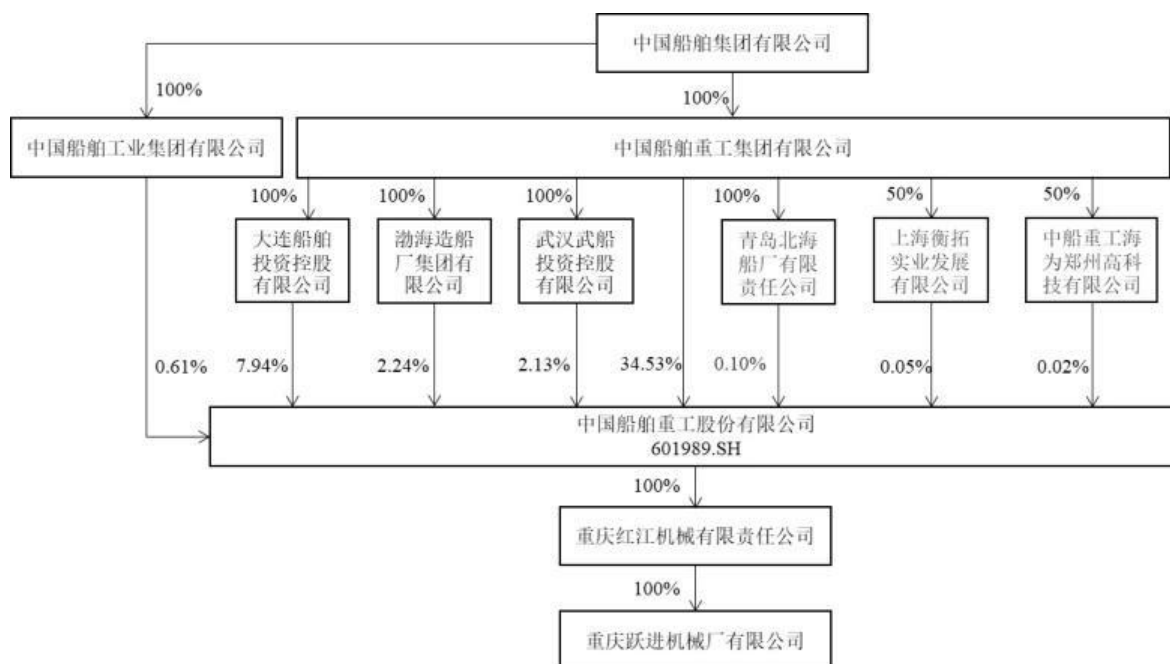 中国船舶集团有限公司
100%
100%
中国船舶工业集团有限公司
中国船舶重工集团有限公司
100%
100%
100%
100%
50%
50%
大连船舶
投资控股
有限公司
渤海造船
厂集团有
限公司
武汉武船
投资控股
有限公司
青岛北海
船厂有限
责任公司
上海衡拓
实业发展
有限公司
中船重工海
为郑州高科
技有限公司
0.61%
7.94%
2.24%
2.13%
34.53%
0.10%
0.05%
0.02%
中国船舶重工股份有限公司
601989.SH
100%
重庆红江机械有限责任公司
100%
重庆跃进机械厂有限公司